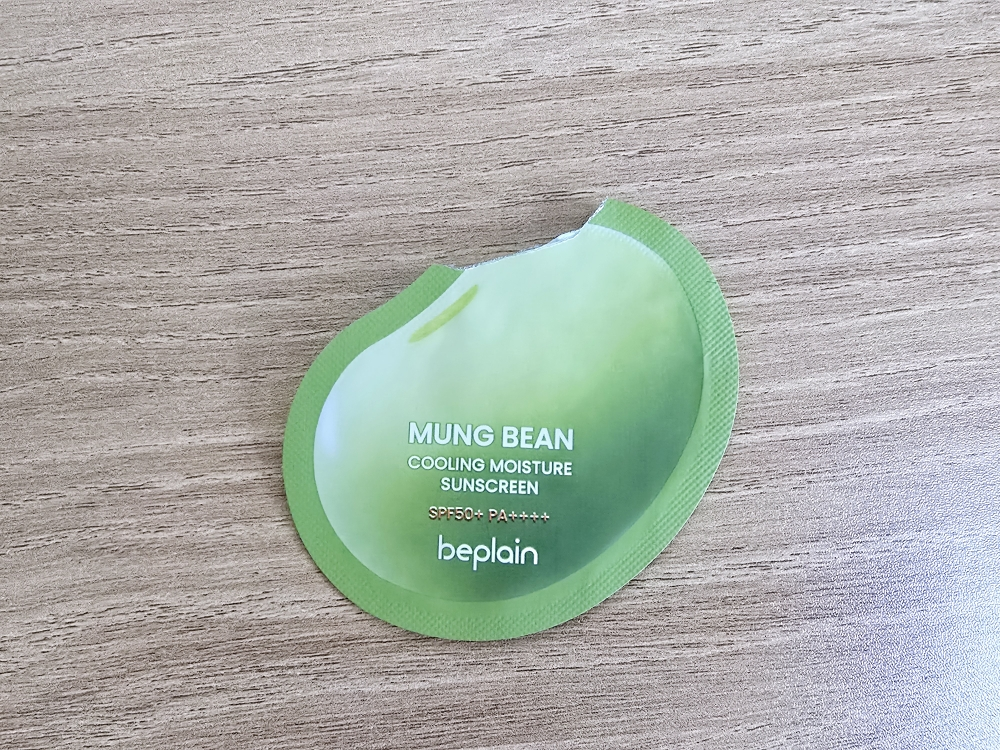 MUNG BEAN
COOLING MOISTURE
SUNSCREEN
SPF50+ PA++++
beplain